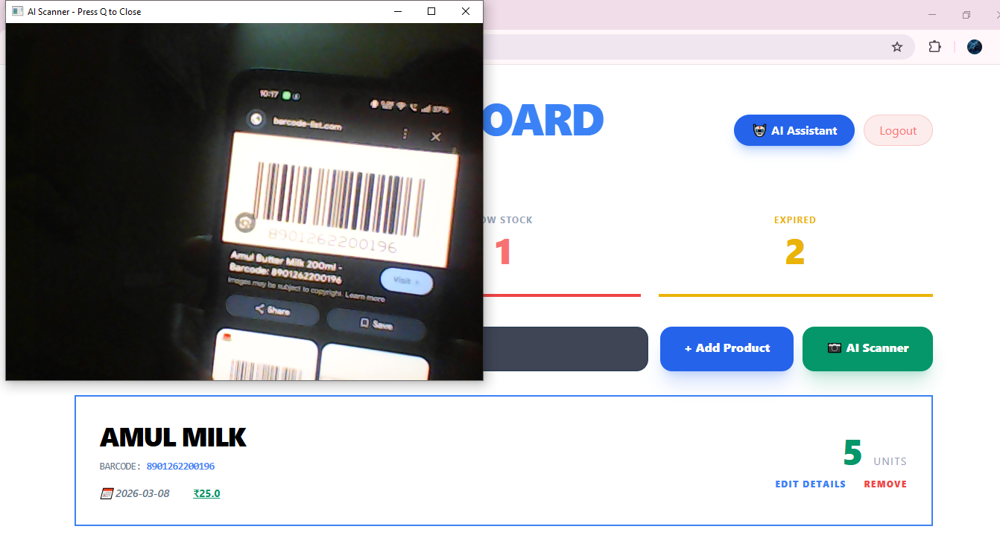 AI Scanner - Press Q to Close
10:17
37%
barcode-list.com
8901262200196
Amul Butter Milk 200ml -
Barcode: 8901262200196
Images may be subject to copyright. Learn more
Visit >
Share
Save
OARD
AI Assistant
Logout
OW STOCK
1
EXPIRED
2
+ Add Product
AI Scanner
AMUL MILK
BARCODE: 8901262200196
2026-03-08 ₹25.0
5 UNITS
EDIT DETAILS REMOVE